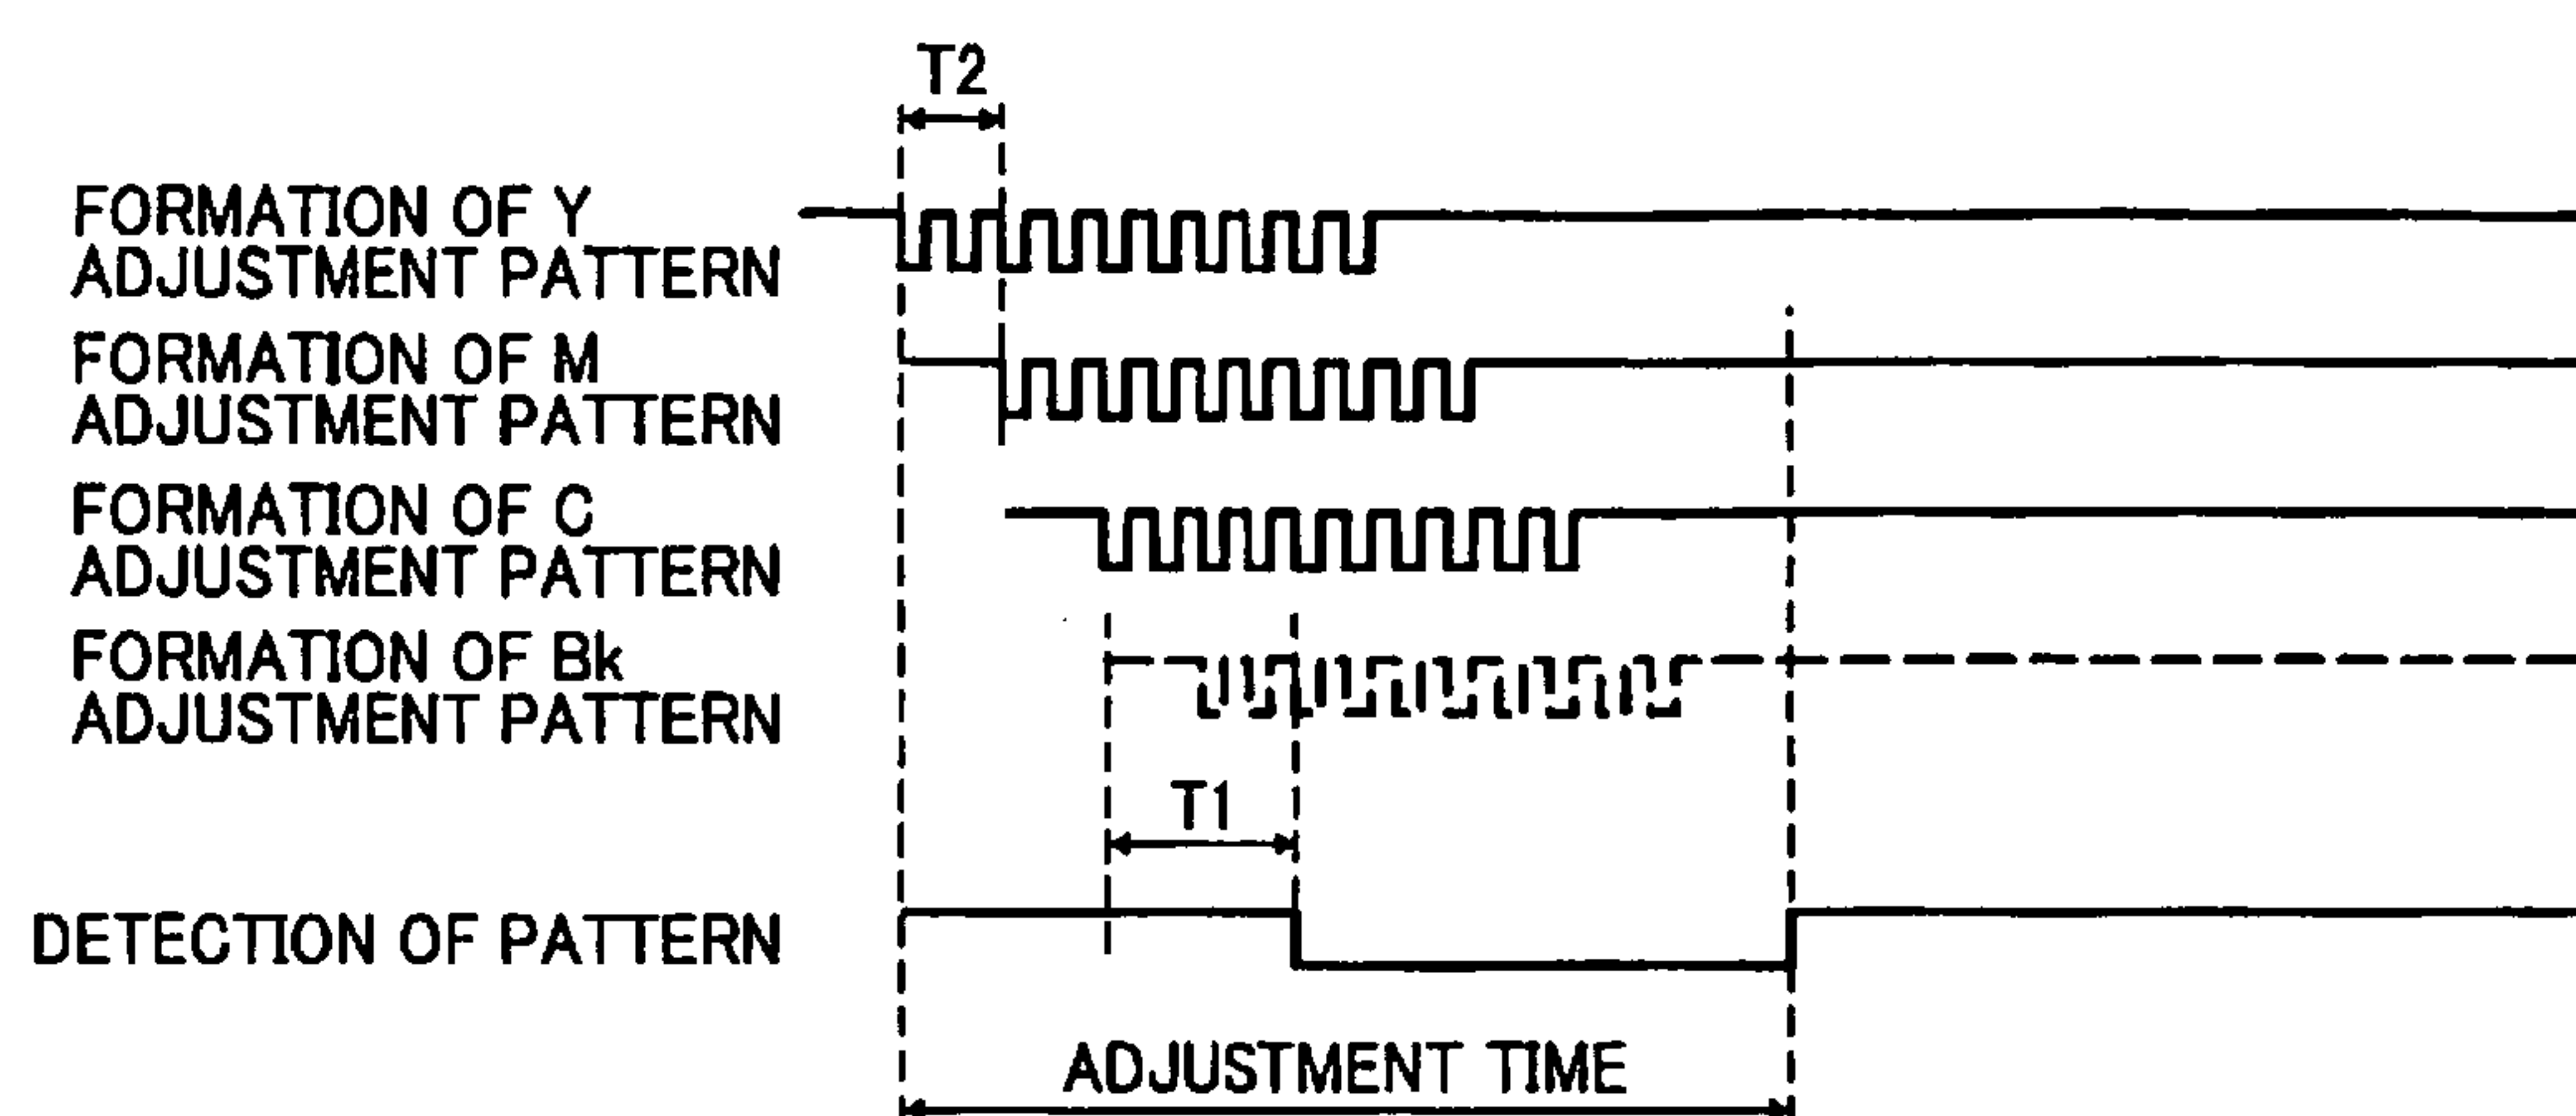 T2
FORMATION OF Y
ADJUSTMENT PATTERN
FORMATION OF M
ADJUSTMENT PATTERN
FORMATION OF C
ADJUSTMENT PATTERN
FORMATION OF Bk
ADJUSTMENT PATTERN
T1
DETECTION OF PATTERN
ADJUSTMENT TIME